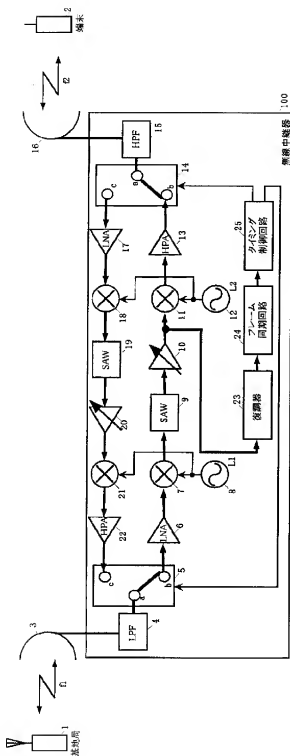 1
基地局
f1
3
2
端末
f2
16
LPF
4
a
b
c
5
LNA
6
7
L1
8
SAW
9
10
11
L2
12
HPA
13
14
a
b
c
HPF
15
LNA
17
18
SAW
19
20
21
HPA
22
復調器
23
フレーム
同期回路
24
タイミング
制御回路
25
無線中継器
100